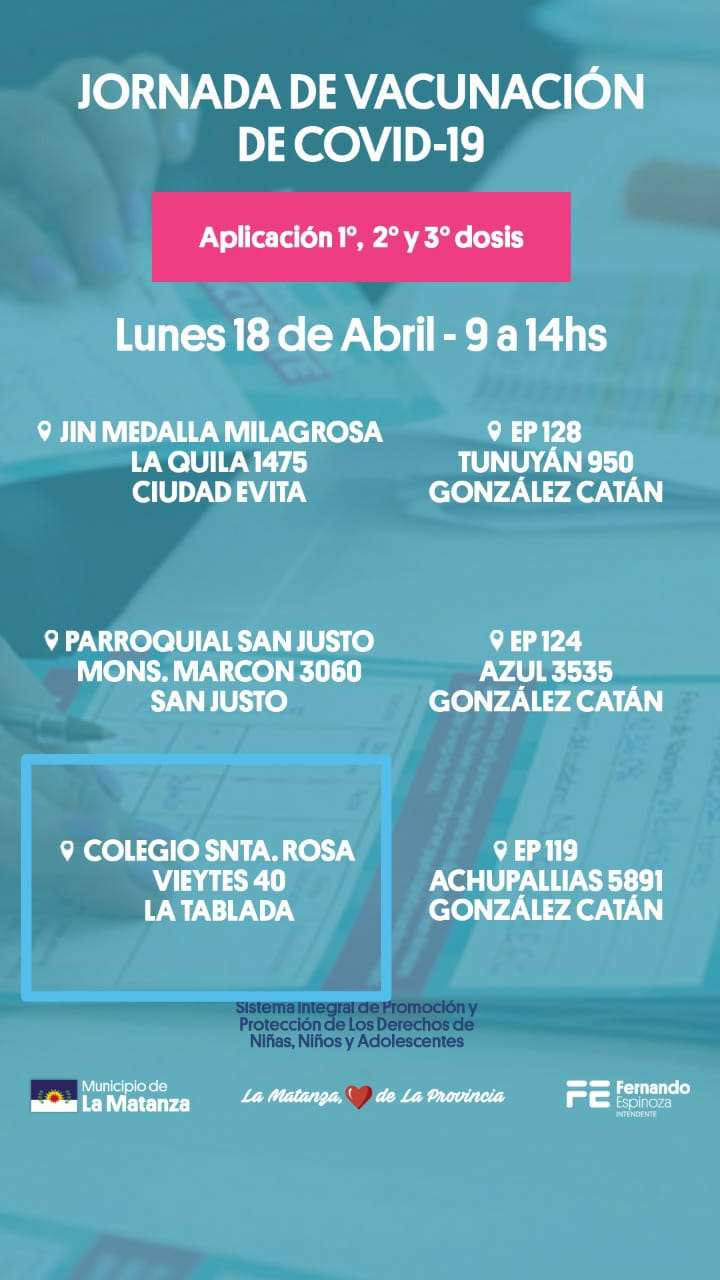 JORNADA DE VACUNACIÓN
DE COVID-19
Aplicación 1°, 2° y 3° dosis
Lunes 18 de Abril - 9 a 14hs
JIN MEDALLA MILAGROSA
LA QUILA 1475
CIUDAD EVITA
EP 128
TUNUYÁN 950
GONZÁLEZ CATÁN
PARROQUIAL SAN JUSTO
MONS. MARCON 3060
SAN JUSTO
EP 124
AZUL 3535
GONZÁLEZ CATÁN
COLEGIO SNTA. ROSA
VIEYTES 40
LA TABLADA
EP 119
ACHUPALLIAS 5891
GONZÁLEZ CATÁN
Sistema Integral de Promoción y
Protección de Los Derechos de
Niñas, Niños y Adolescentes
Municipio de
La Matanza
La Matanza, de La Provincia
FE Fernando
Espinoza
INTENDENTE